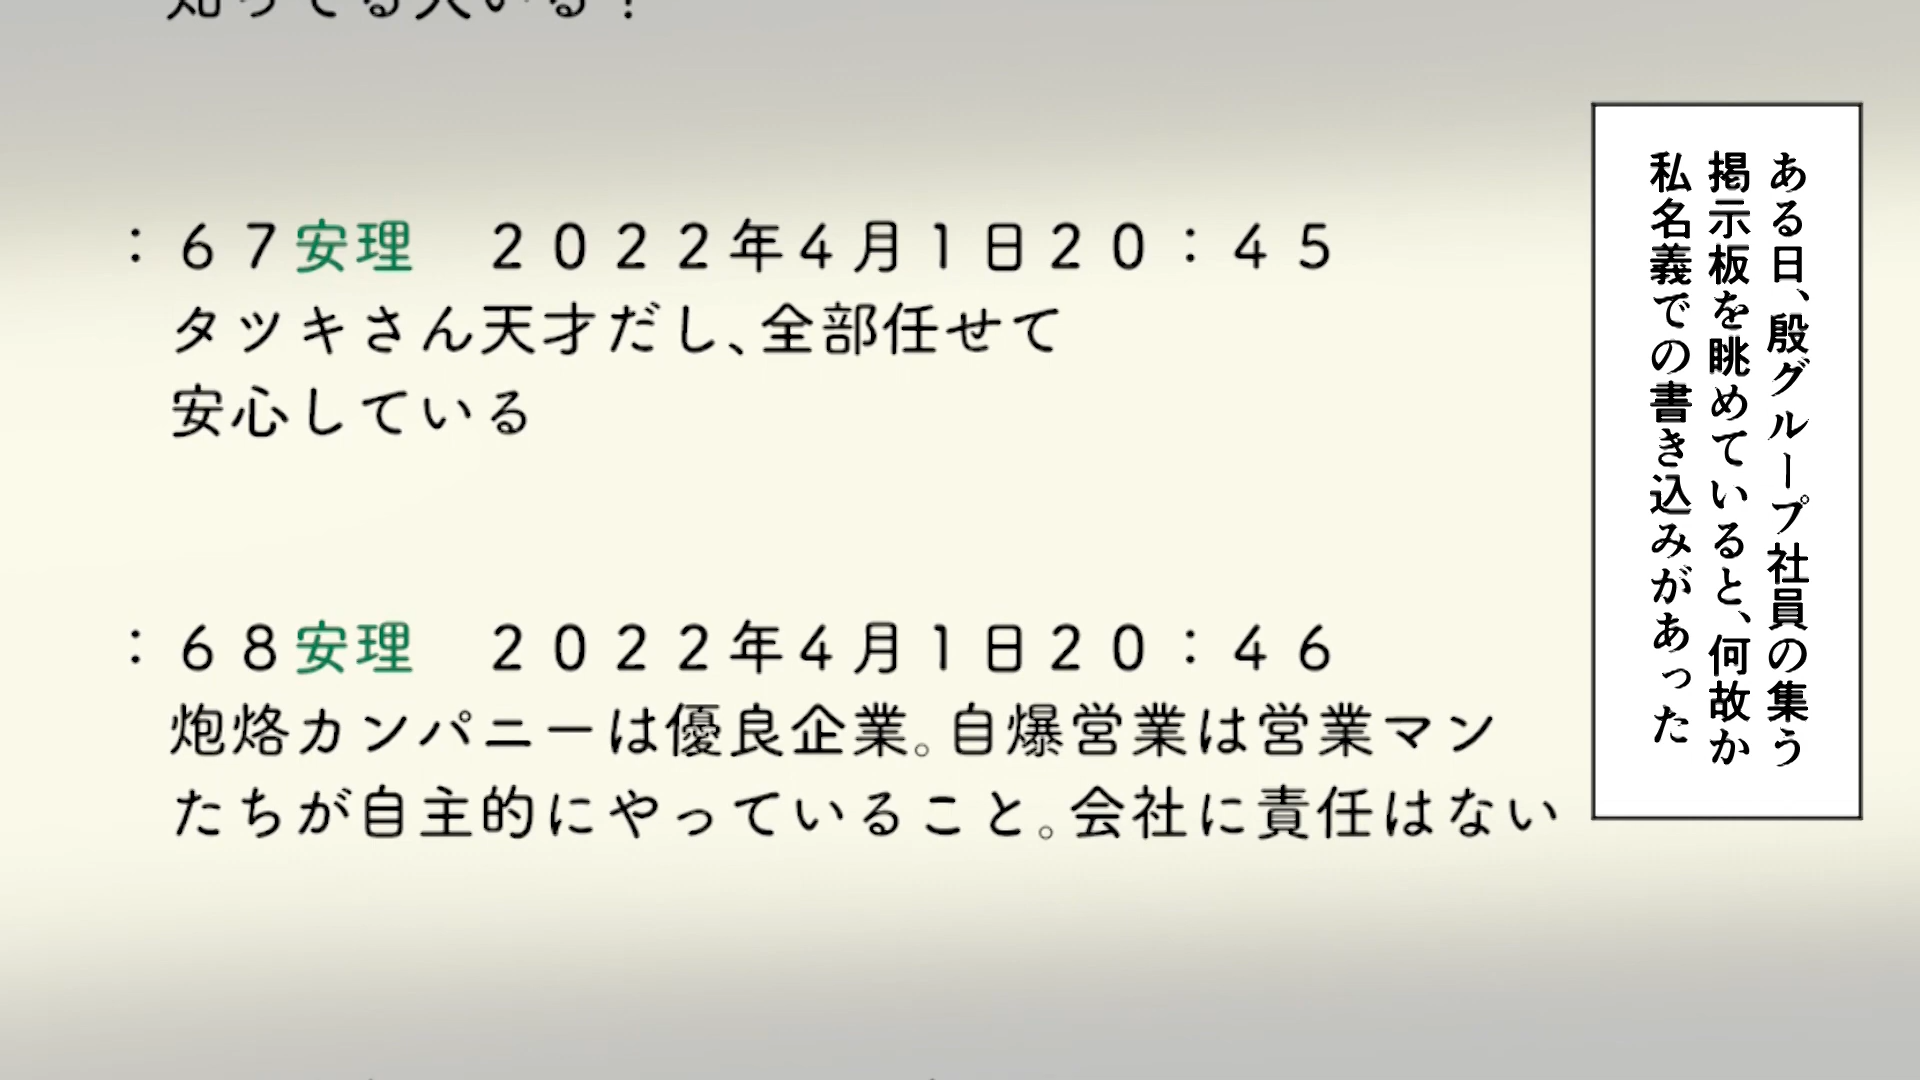 知ってる人いる？
：６７安理　２０２２年４月１日２０：４５
タツキさん天才だし、全部任せて
安心している
：６８安理　２０２２年４月１日２０：４６
炮烙カンパニーは優良企業。自爆営業は営業マン
たちが自主的にやっていること。会社に責任はない
ある日、殷グループ社員の集う
掲示板を眺めていると、何故か
私名義での書き込みがあった